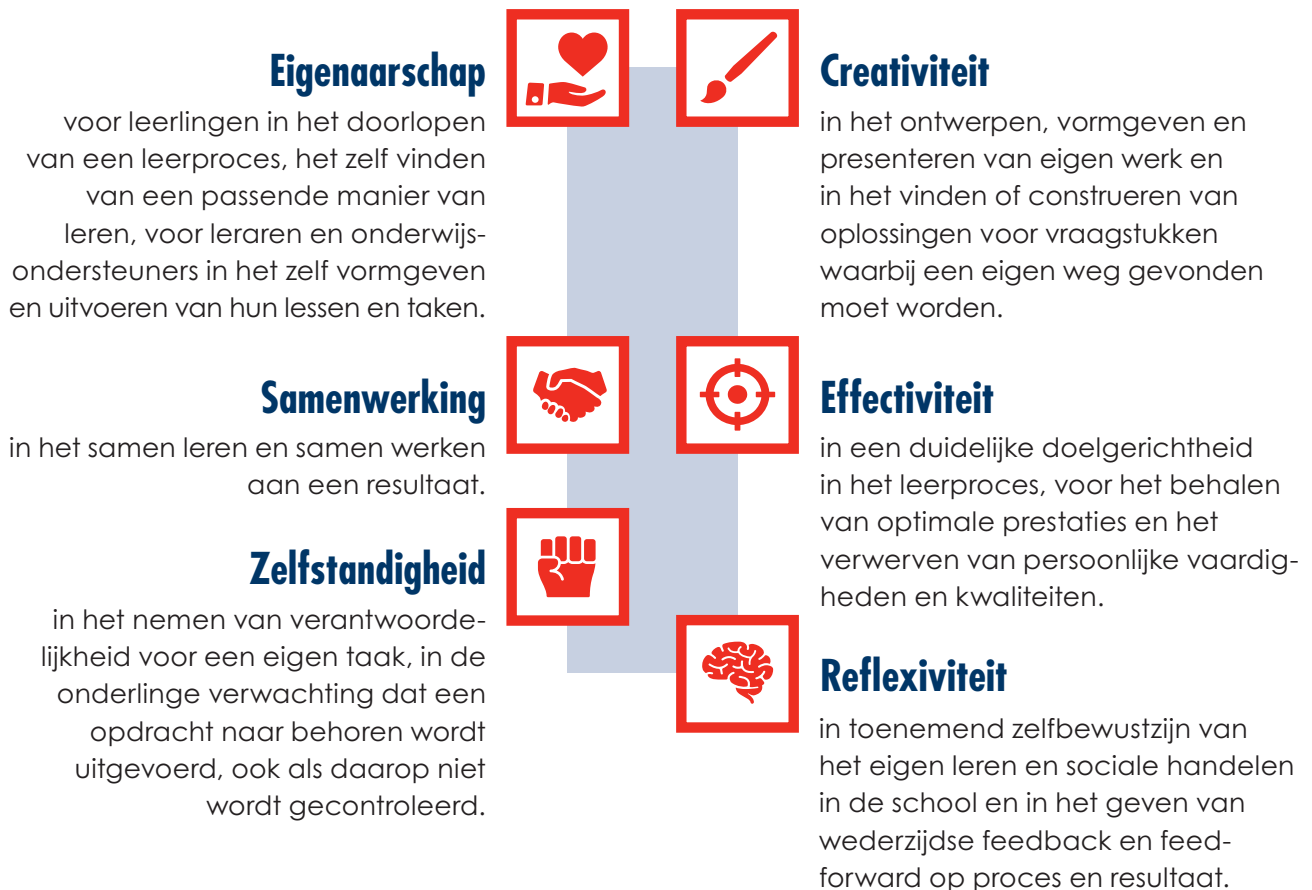 Eigenaarschap
voor leerlingen in het doorlopen
van een leerproces, het zelf vinden
van een passende manier van
leren, voor leraren en onderwijs-
ondersteuners in het zelf vormgeven
en uitvoeren van hun lessen en taken.
Samenwerking
in het samen leren en samen werken
aan een resultaat.
Zelfstandigheid
in het nemen van verantwoorde-
lijkheid voor een eigen taak, in de
onderlinge verwachting dat een
opdracht naar behoren wordt
uitgevoerd, ook als daarop niet
wordt gecontroleerd.
Creativiteit
in het ontwerpen, vormgeven en
presenteren van eigen werk en
in het vinden of construeren van
oplossingen voor vraagstukken
waarbij een eigen weg gevonden
moet worden.
Effectiviteit
in een duidelijke doelgerichtheid
in het leerproces, voor het behalen
van optimale prestaties en het
verwerven van persoonlijke vaardig-
heden en kwaliteiten.
Reflexiviteit
in toenemend zelfbewustzijn van
het eigen leren en sociale handelen
in de school en in het geven van
wederzijdse feedback en feed-
forward op proces en resultaat.